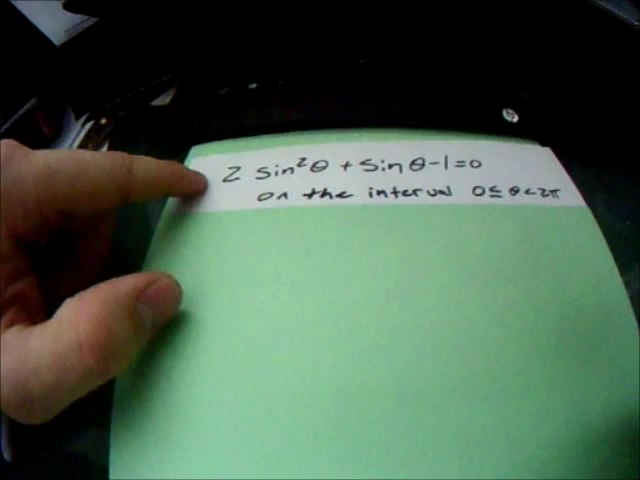 2 sin²θ + sin θ-1=0
on the interval 0≤θ<2π